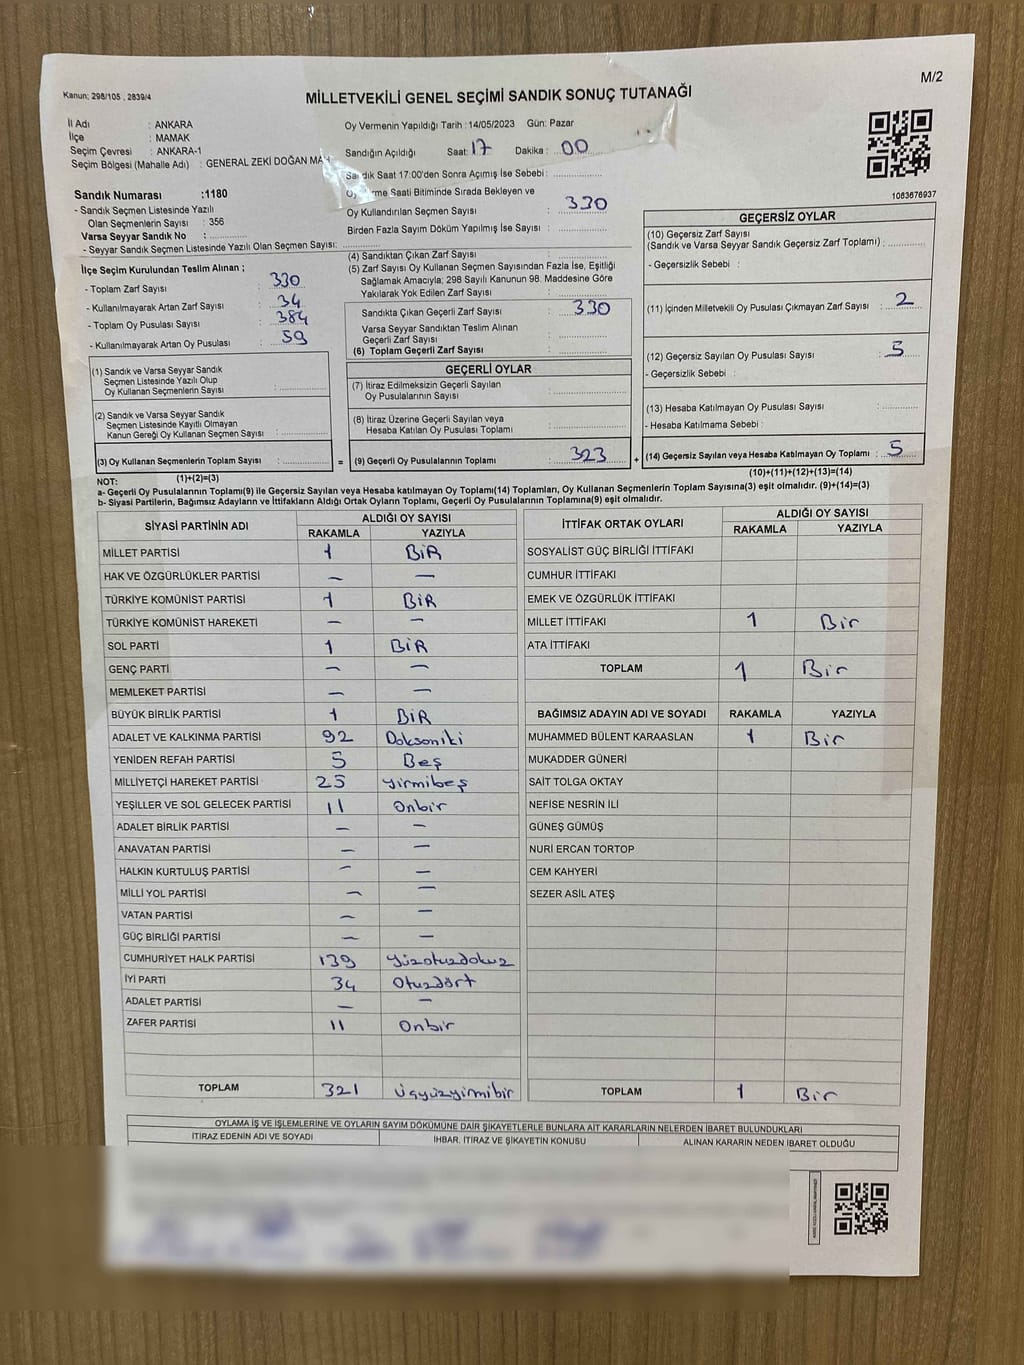 M/2
Kanun: 298/105 , 2839/4
MİLLETVEKİLİ GENEL SEÇİMİ SANDIK SONUÇ TUTANAĞI
İl Adı : ANKARA
İlçe : MAMAK
Seçim Çevresi : ANKARA-1
Seçim Bölgesi (Mahalle Adı) : GENERAL ZEKİ DOĞAN MAH
Oy Vermenin Yapıldığı Tarih : 14/05/2023 Gün: Pazar
Sandığın Açıldığı Saat: 17 Dakika : 00
Sandık Saat 17:00'den Sonra Açımış İse Sebebi :
Oy Verme Saati Bitiminde Sırada Bekleyen ve
Oy Kullandırılan Seçmen Sayısı : 330
Birden Fazla Sayım Döküm Yapılmış İse Sayısı :
1083676937
Sandık Numarası :1180
- Sandık Seçmen Listesinde Yazılı
Olan Seçmenlerin Sayısı : 356
Varsa Seyyar Sandık No :
- Seyyar Sandık Seçmen Listesinde Yazılı Olan Seçmen Sayısı:
İlçe Seçim Kurulundan Teslim Alınan ;
- Toplam Zarf Sayısı : 330
- Kullanılmayarak Artan Zarf Sayısı : 34
- Toplam Oy Pusulası Sayısı : 384
- Kullanılmayarak Artan Oy Pusulası : 59
(1) Sandık ve Varsa Seyyar Sandık
Seçmen Listesinde Yazılı Olup
Oy Kullanan Seçmenlerin Sayısı :
(2) Sandık ve Varsa Seyyar Sandık
Seçmen Listesinde Kayıtlı Olmayan
Kanun Gereği Oy Kullanan Seçmen Sayısı :
(3) Oy Kullanan Seçmenlerin Toplam Sayısı :
(1)+(2)=(3)
(4) Sandıktan Çıkan Zarf Sayısı :
(5) Zarf Sayısı Oy Kullanan Seçmen Sayısından Fazla İse, Eşitliği
Sağlamak Amacıyla; 298 Sayılı Kanunun 98. Maddesine Göre
Yakılarak Yok Edilen Zarf Sayısı :
Sandıkta Çıkan Geçerli Zarf Sayısı : 330
Varsa Seyyar Sandıktan Teslim Alınan
Geçerli Zarf Sayısı :
(6) Toplam Geçerli Zarf Sayısı :
GEÇERLİ OYLAR
(7) İtiraz Edilmeksizin Geçerli Sayılan
Oy Pusulalarının Sayısı :
(8) İtiraz Üzerine Geçerli Sayılan veya
Hesaba Katılan Oy Pusulası Toplamı :
= (9) Geçerli Oy Pusulalarının Toplamı : 323
GEÇERSİZ OYLAR
(10) Geçersiz Zarf Sayısı
(Sandık ve Varsa Seyyar Sandık Geçersiz Zarf Toplamı) :
- Geçersizlik Sebebi :
(11) İçinden Milletvekili Oy Pusulası Çıkmayan Zarf Sayısı : 2
(12) Geçersiz Sayılan Oy Pusulası Sayısı : 5
- Geçersizlik Sebebi :
(13) Hesaba Katılmayan Oy Pusulası Sayısı :
- Hesaba Katılmama Sebebi :
+ (14) Geçersiz Sayılan veya Hesaba Katılmayan Oy Toplamı : 5
(10)+(11)+(12)+(13)=(14)
NOT:
a- Geçerli Oy Pusulalarının Toplamı(9) ile Geçersiz Sayılan veya Hesaba katılmayan Oy Toplamı(14) Toplamları, Oy Kullanan Seçmenlerin Toplam Sayısına(3) eşit olmalıdır. (9)+(14)=(3)
b- Siyasi Partilerin, Bağımsız Adayların ve İttifakların Aldığı Ortak Oyların Toplamı, Geçerli Oy Pusulalarının Toplamına(9) eşit olmalıdır.
SİYASİ PARTİNİN ADI ALDIĞI OY SAYISI
RAKAMLA YAZIYLA
MİLLET PARTİSİ 1 BİR
HAK VE ÖZGÜRLÜKLER PARTİSİ — —
TÜRKİYE KOMÜNİST PARTİSİ 1 BİR
TÜRKİYE KOMÜNİST HAREKETİ — —
SOL PARTİ 1 BİR
GENÇ PARTİ — —
MEMLEKET PARTİSİ — —
BÜYÜK BİRLİK PARTİSİ 1 BİR
ADALET VE KALKINMA PARTİSİ 92 Doksaniki
YENİDEN REFAH PARTİSİ 5 Beş
MİLLİYETÇİ HAREKET PARTİSİ 25 yirmibeş
YEŞİLLER VE SOL GELECEK PARTİSİ 11 Onbir
ADALET BİRLİK PARTİSİ — —
ANAVATAN PARTİSİ — —
HALKIN KURTULUŞ PARTİSİ — —
MİLLİ YOL PARTİSİ — —
VATAN PARTİSİ — —
GÜÇ BİRLİĞİ PARTİSİ — —
CUMHURİYET HALK PARTİSİ 139 Yüzotuzdokuz
İYİ PARTİ 34 Otuzdört
ADALET PARTİSİ — —
ZAFER PARTİSİ 11 Onbir
TOPLAM 321 üçyüzyirmibir
İTTİFAK ORTAK OYLARI ALDIĞI OY SAYISI
RAKAMLA YAZIYLA
SOSYALİST GÜÇ BİRLİĞİ İTTİFAKI
CUMHUR İTTİFAKI
EMEK VE ÖZGÜRLÜK İTTİFAKI
MİLLET İTTİFAKI 1 Bir
ATA İTTİFAKI
TOPLAM 1 Bir
BAĞIMSIZ ADAYIN ADI VE SOYADI RAKAMLA YAZIYLA
MUHAMMED BÜLENT KARAASLAN 1 Bir
MUKADDER GÜNERİ
SAİT TOLGA OKTAY
NEFİSE NESRİN İLİ
GÜNEŞ GÜMÜŞ
NURİ ERCAN TORTOP
CEM KAHYERİ
SEZER ASİL ATEŞ
TOPLAM 1 Bir
OYLAMA İŞ VE İŞLEMLERİNE VE OYLARIN SAYIM DÖKÜMÜNE DAİR ŞİKAYETLERLE BUNLARA AİT KARARLARIN NELERDEN İBARET BULUNDUKLARI
İTİRAZ EDENİN ADI VE SOYADI İHBAR, İTİRAZ VE ŞİKAYETİN KONUSU ALINAN KARARIN NEDEN İBARET OLDUĞU